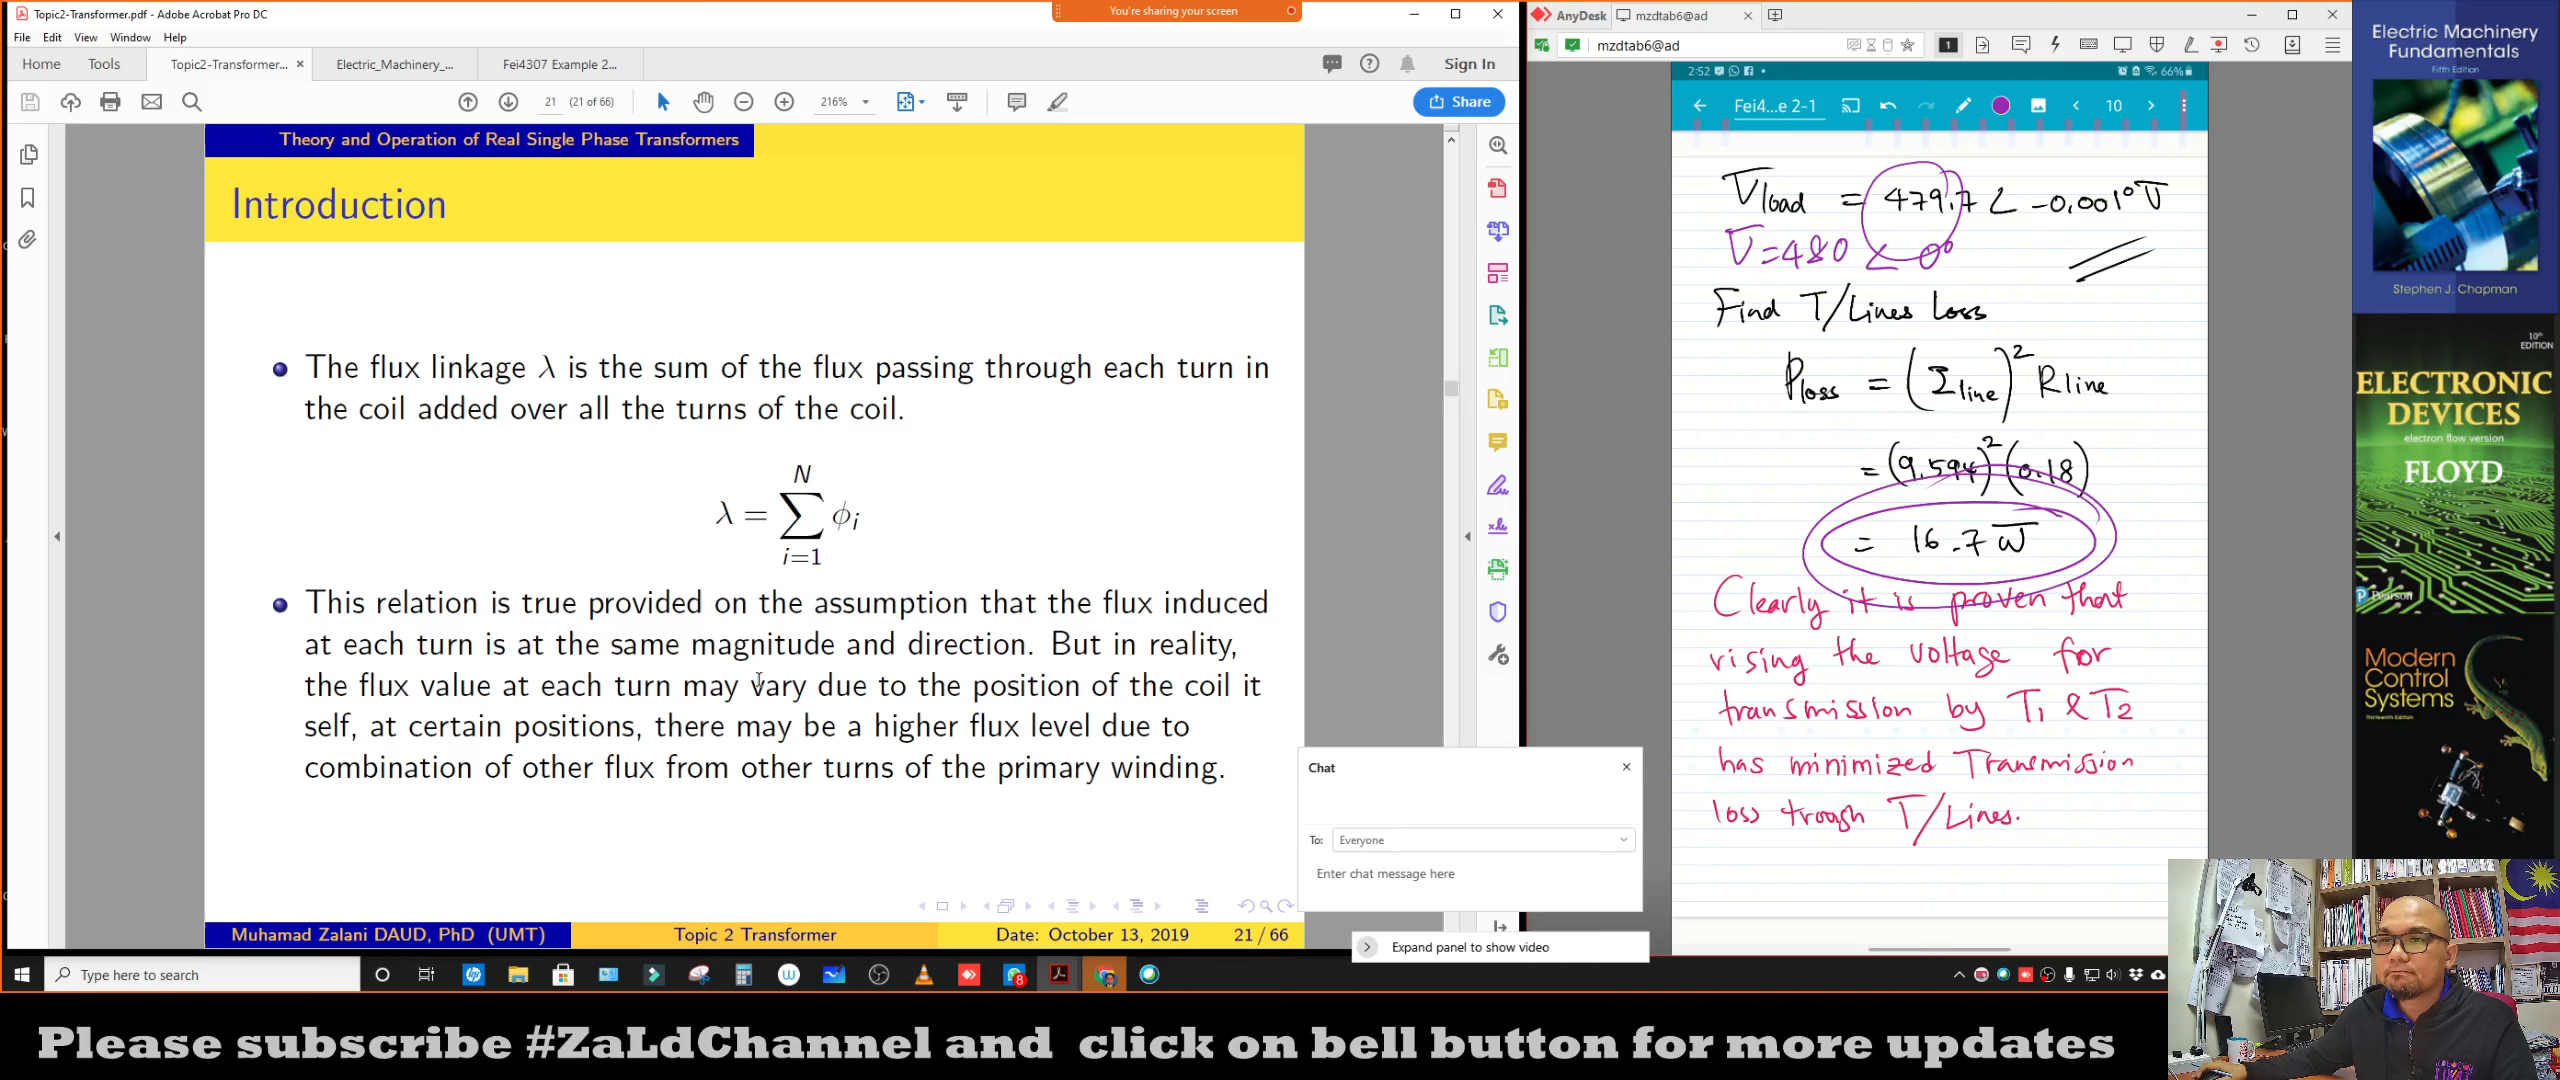 Topic2-Transformer.pdf - Adobe Acrobat Pro DC
You're sharing your screen
File Edit View Window Help
Home Tools Topic2-Transformer... × Electric_Machinery_... Fei4307 Example 2... Sign In
21 (21 of 66) 216% Share
Theory and Operation of Real Single Phase Transformers
Introduction
The flux linkage λ is the sum of the flux passing through each turn in
the coil added over all the turns of the coil.
λ = ∑_{i=1}^{N} ϕ_i
This relation is true provided on the assumption that the flux induced
at each turn is at the same magnitude and direction. But in reality,
the flux value at each turn may vary due to the position of the coil it
self, at certain positions, there may be a higher flux level due to
combination of other flux from other turns of the primary winding.
Muhamad Zalani DAUD, PhD (UMT) Topic 2 Transformer Date: October 13, 2019 21 / 66
Chat
To: Everyone
Enter chat message here
Expand panel to show video
Type here to search
AnyDesk mzdtab6@ad
mzdtab6@ad
2:52 66%
Fei4...e 2-1 10
V load = 479.7 ∠ -0.001° V
V = 480 ∠ 0°
Find T/Lines Loss
Ploss = (I line)² Rline
= (9.594)² (0.18)
= 16.7 W
Clearly it is proven that
rising the voltage for
transmission by T1 & T2
has minimized Transmission
loss trough T/Lines.
Electric Machinery
Fundamentals
Fifth Edition
Stephen J. Chapman
10th
EDITION
ELECTRONIC
DEVICES
electron flow version
FLOYD
Pearson
Modern
Control
Systems
Thirteenth Edition
Please subscribe #ZaLdChannel and click on bell button for more updates